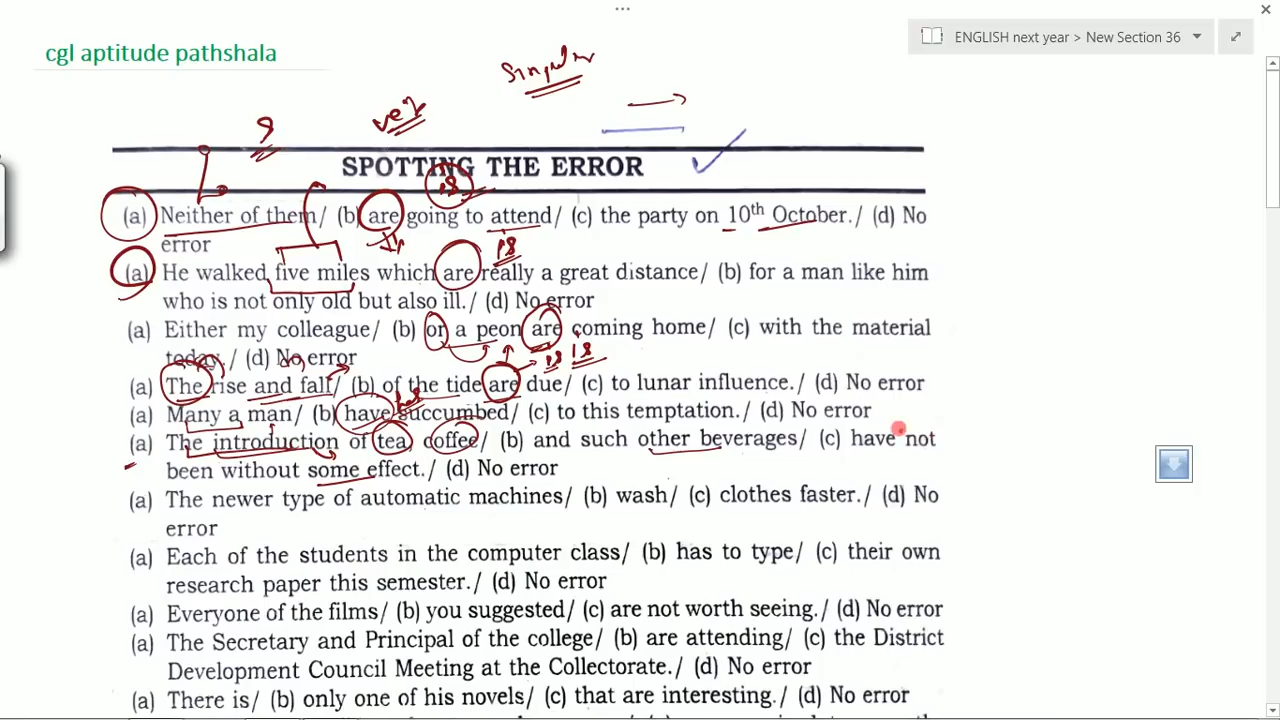 ENGLISH next year > New Section 36
cgl aptitude pathshala
Singular
SPOTTING THE ERROR
is
(a) Neither of them/ (b) are going to attend/ (c) the party on 10th October./ (d) No
error
is
(a) He walked five miles which are really a great distance/ (b) for a man like him
who is not only old but also ill./ (d) No error
(a) Either my colleague/ (b) or a peon are coming home/ (c) with the material
today./ (d) No error
is is
(a) The rise and fall/ (b) of the tide are due/ (c) to lunar influence./ (d) No error
has
(a) Many a man/ (b) have succumbed/ (c) to this temptation./ (d) No error
(a) The introduction of tea, coffee/ (b) and such other beverages/ (c) have not
been without some effect./ (d) No error
(a) The newer type of automatic machines/ (b) wash/ (c) clothes faster./ (d) No
error
(a) Each of the students in the computer class/ (b) has to type/ (c) their own
research paper this semester./ (d) No error
(a) Everyone of the films/ (b) you suggested/ (c) are not worth seeing./ (d) No error
(a) The Secretary and Principal of the college/ (b) are attending/ (c) the District
Development Council Meeting at the Collectorate./ (d) No error
(a) There is/ (b) only one of his novels/ (c) that are interesting./ (d) No error